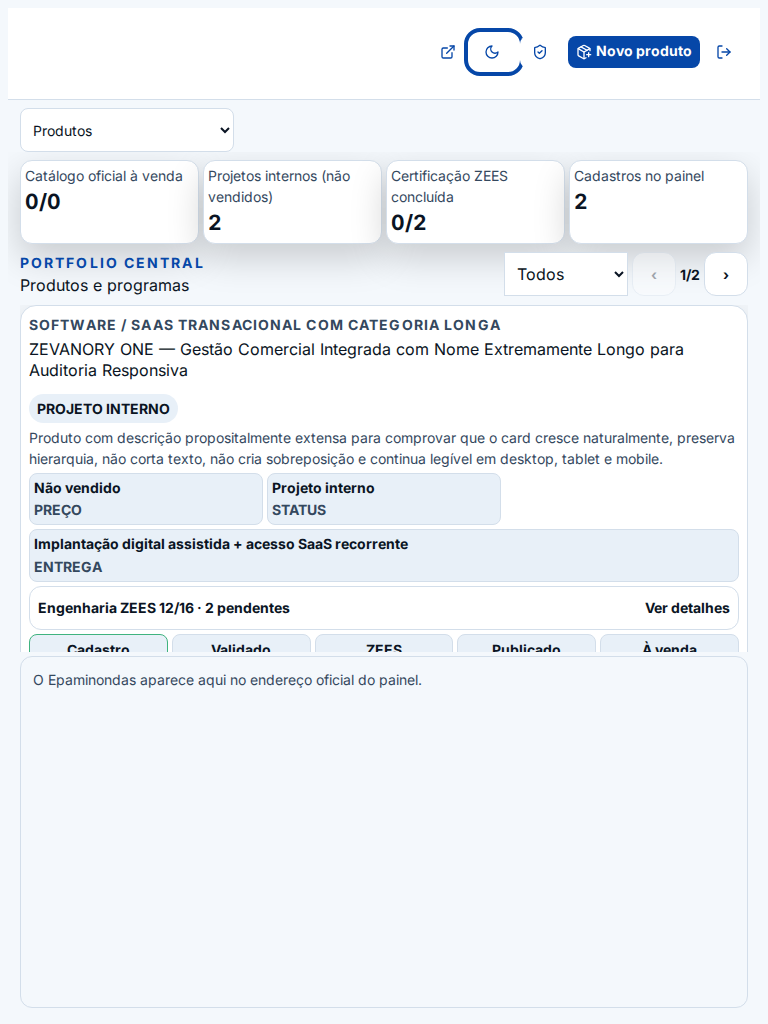 Novo produto
Produtos
Catálogo oficial à venda
0/0
Projetos internos (não
vendidos)
2
Certificação ZEES
concluída
0/2
Cadastros no painel
2
PORTFOLIO CENTRAL
Produtos e programas
Todos
‹
1/2
›
SOFTWARE / SAAS TRANSACIONAL COM CATEGORIA LONGA
ZEVANORY ONE — Gestão Comercial Integrada com Nome Extremamente Longo para
Auditoria Responsiva
PROJETO INTERNO
Produto com descrição propositalmente extensa para comprovar que o card cresce naturalmente, preserva
hierarquia, não corta texto, não cria sobreposição e continua legível em desktop, tablet e mobile.
Não vendido
PREÇO
Projeto interno
STATUS
Implantação digital assistida + acesso SaaS recorrente
ENTREGA
Engenharia ZEES 12/16 · 2 pendentes
Ver detalhes
Cadastro
Validado
ZEES
Publicado
À venda
O Epaminondas aparece aqui no endereço oficial do painel.